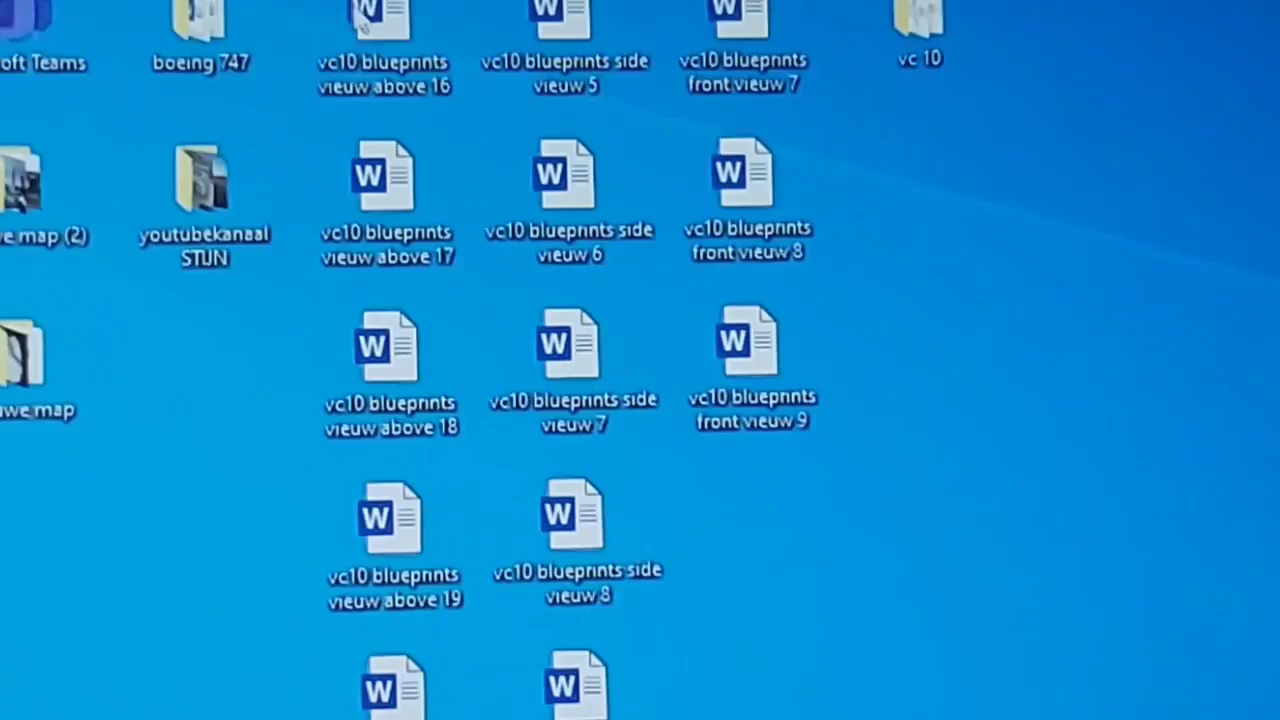 oft Teams
boeing 747
vc10 blueprints
vieuw above 16
vc10 blueprints side
vieuw 5
vc10 blueprints
front vieuw 7
vc 10
we map (2)
youtubekanaal
STIJN
W
vc10 blueprints
vieuw above 17
W
vc10 blueprints side
vieuw 6
W
vc10 blueprints
front vieuw 8
uwe map
W
vc10 blueprints
vieuw above 18
W
vc10 blueprints side
vieuw 7
W
vc10 blueprints
front vieuw 9
W
vc10 blueprints
vieuw above 19
W
vc10 blueprints side
vieuw 8
W
W